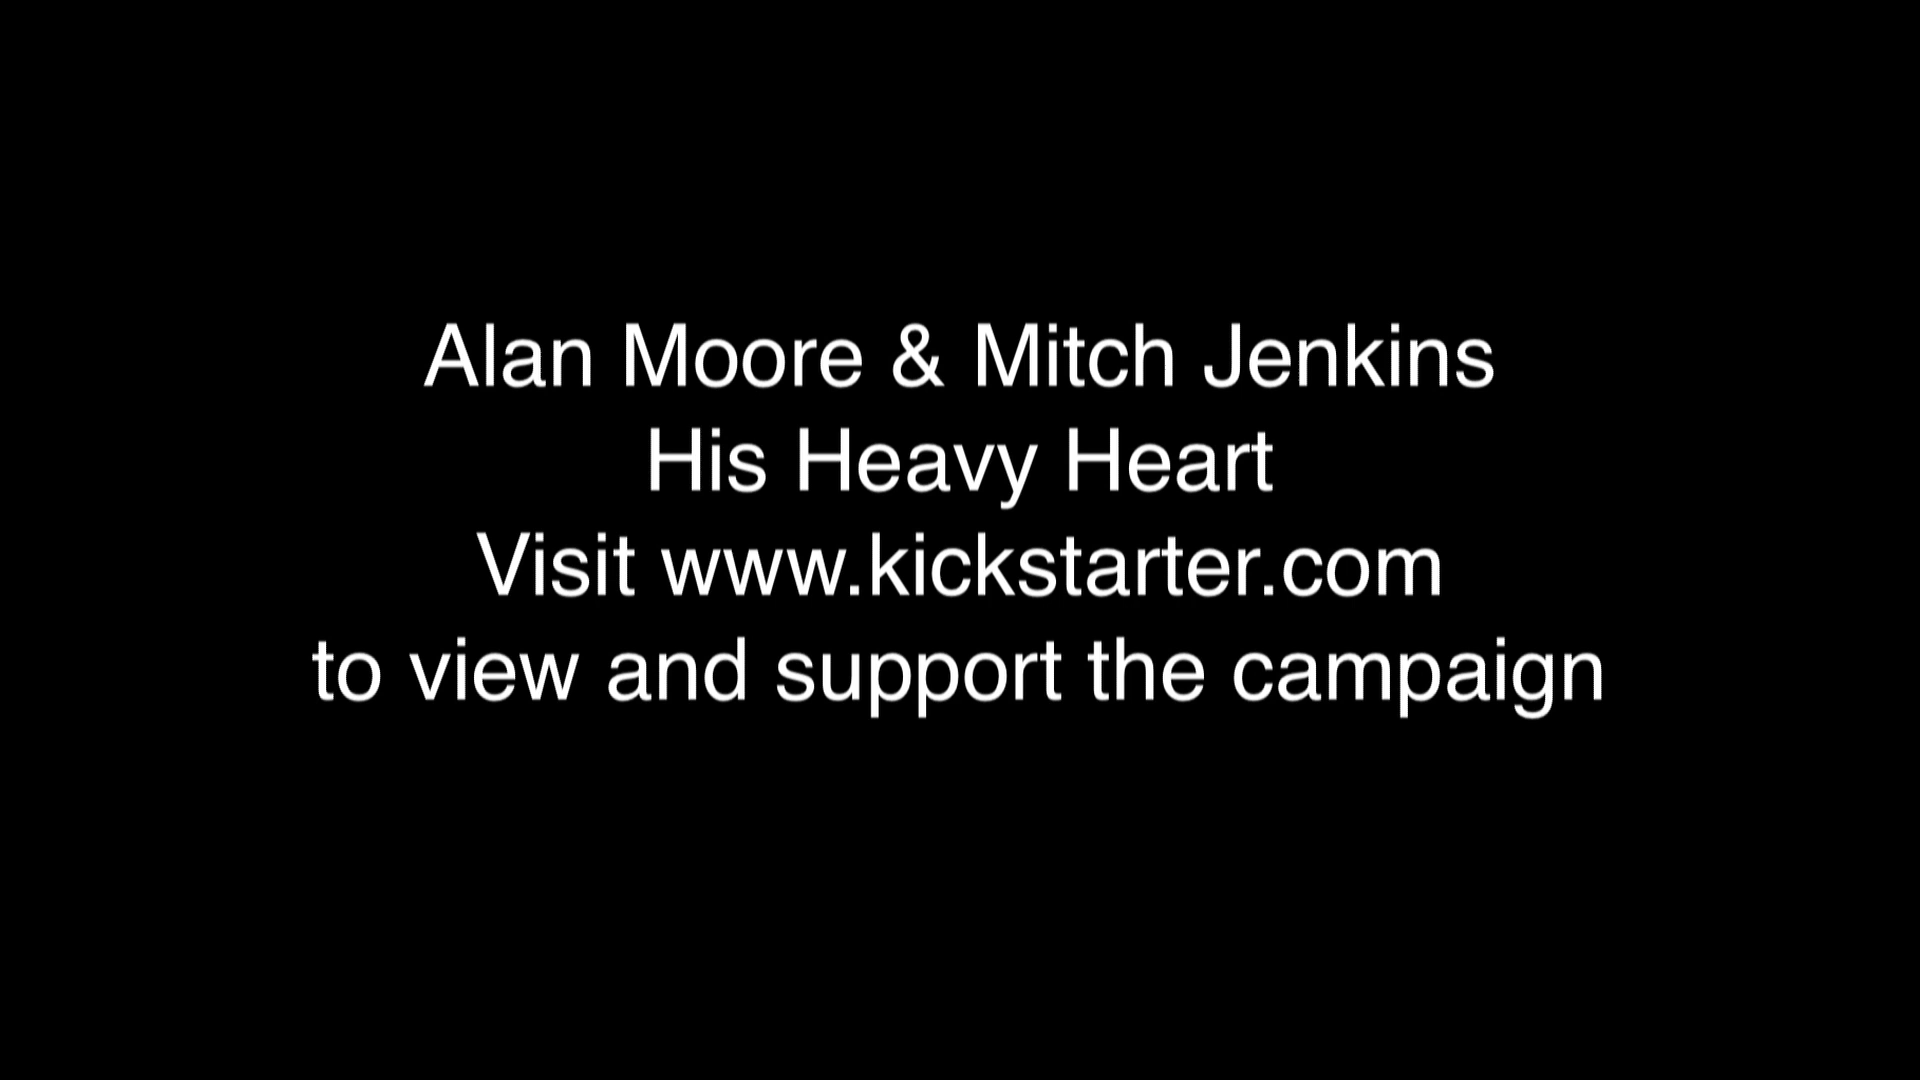 Alan Moore & Mitch Jenkins
His Heavy Heart
Visit www.kickstarter.com
to view and support the campaign